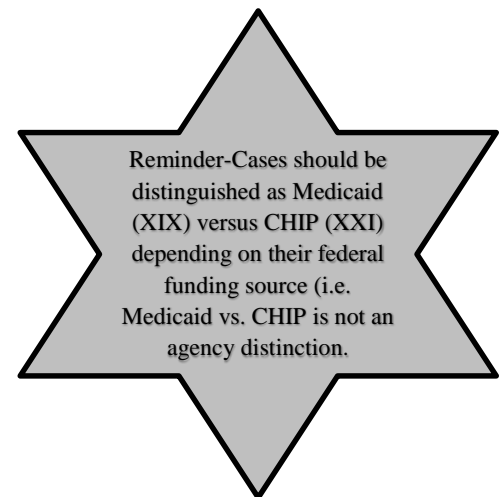 Reminder-Cases should be
distinguished as Medicaid
(XIX) versus CHIP (XXI)
depending on their federal
funding source (i.e.
Medicaid vs. CHIP is not an
agency distinction.